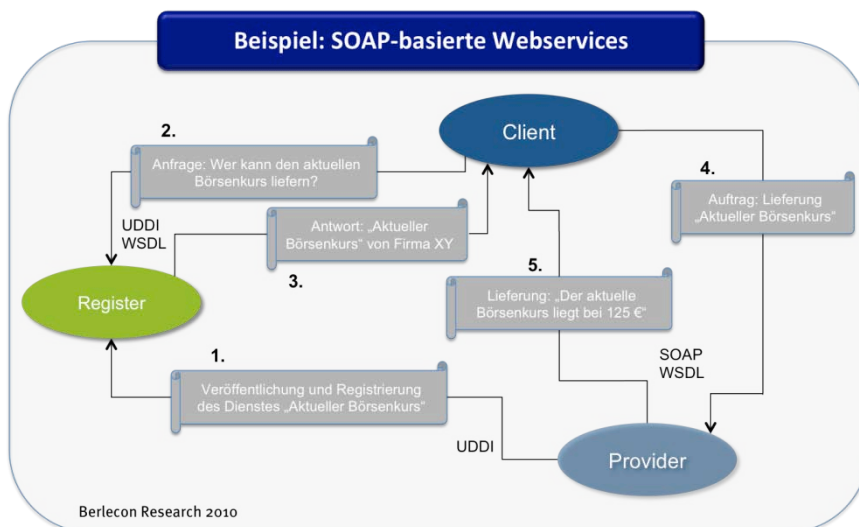 Beispiel: SOAP-basierte Webservices
Client
2.
Anfrage: Wer kann den aktuellen
Börsenkurs liefern?
4.
Auftrag: Lieferung
„Aktueller Börsenkurs“
UDDI
WSDL
Antwort: „Aktueller
Börsenkurs“ von Firma XY
3.
Register
5.
Lieferung: „Der aktuelle
Börsenkurs liegt bei 125 €“
1.
Veröffentlichung und Registrierung
des Dienstes „Aktueller Börsenkurs“
SOAP
WSDL
UDDI
Provider
Berlecon Research 2010